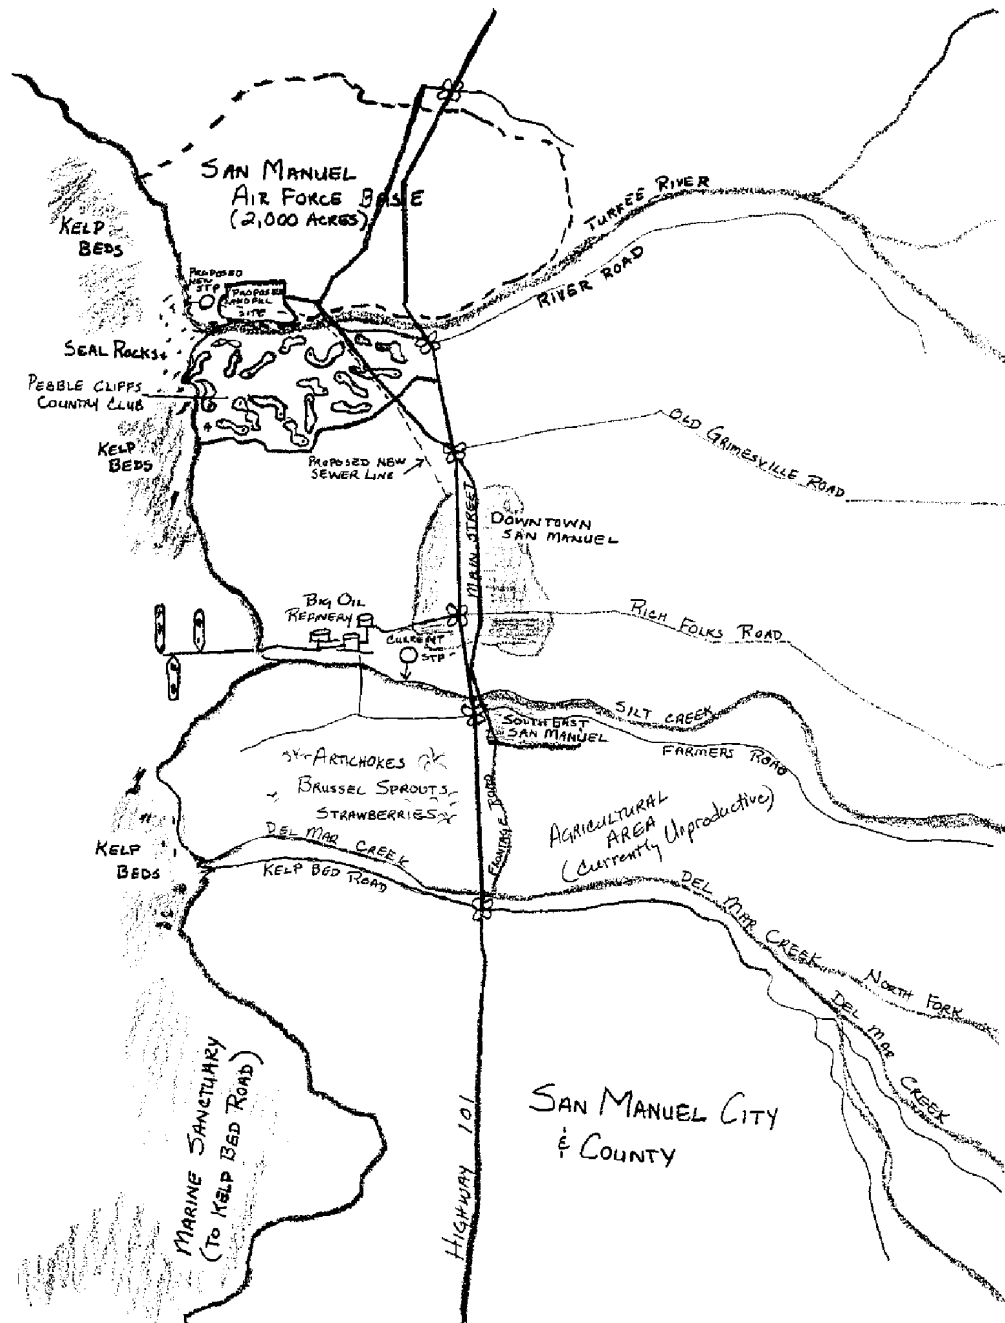 SAN MANUEL
AIR FORCE BASE
(2,000 ACRES)
TURKEE RIVER
RIVER ROAD
KELP
BEDS
PROPOSED
NEW
STP
PROPOSED
LANDFILL
SITE
SEAL ROCKS
PEBBLE CLIFFS
COUNTRY CLUB
KELP
BEDS
PROPOSED NEW
SEWER LINE
OLD GRIMESVILLE ROAD
MAIN STREET
DOWNTOWN
SAN MANUEL
BIG OIL
REFINERY
CURRENT
STP
RICH FOLKS ROAD
SILT CREEK
SOUTHEAST
SAN MANUEL
FARMERS ROAD
ARTICHOKES
BRUSSEL SPROUTS
STRAWBERRIES
FRONTAGE ROAD
AGRICULTURAL
AREA
(Currently Unproductive)
KELP
BEDS
DEL MAR CREEK
KELP BED ROAD
DEL MAR CREEK NORTH FORK
DEL MAR CREEK
MARINE SANCTUARY
(TO KELP BED ROAD)
HIGHWAY 101
SAN MANUEL CITY
& COUNTY